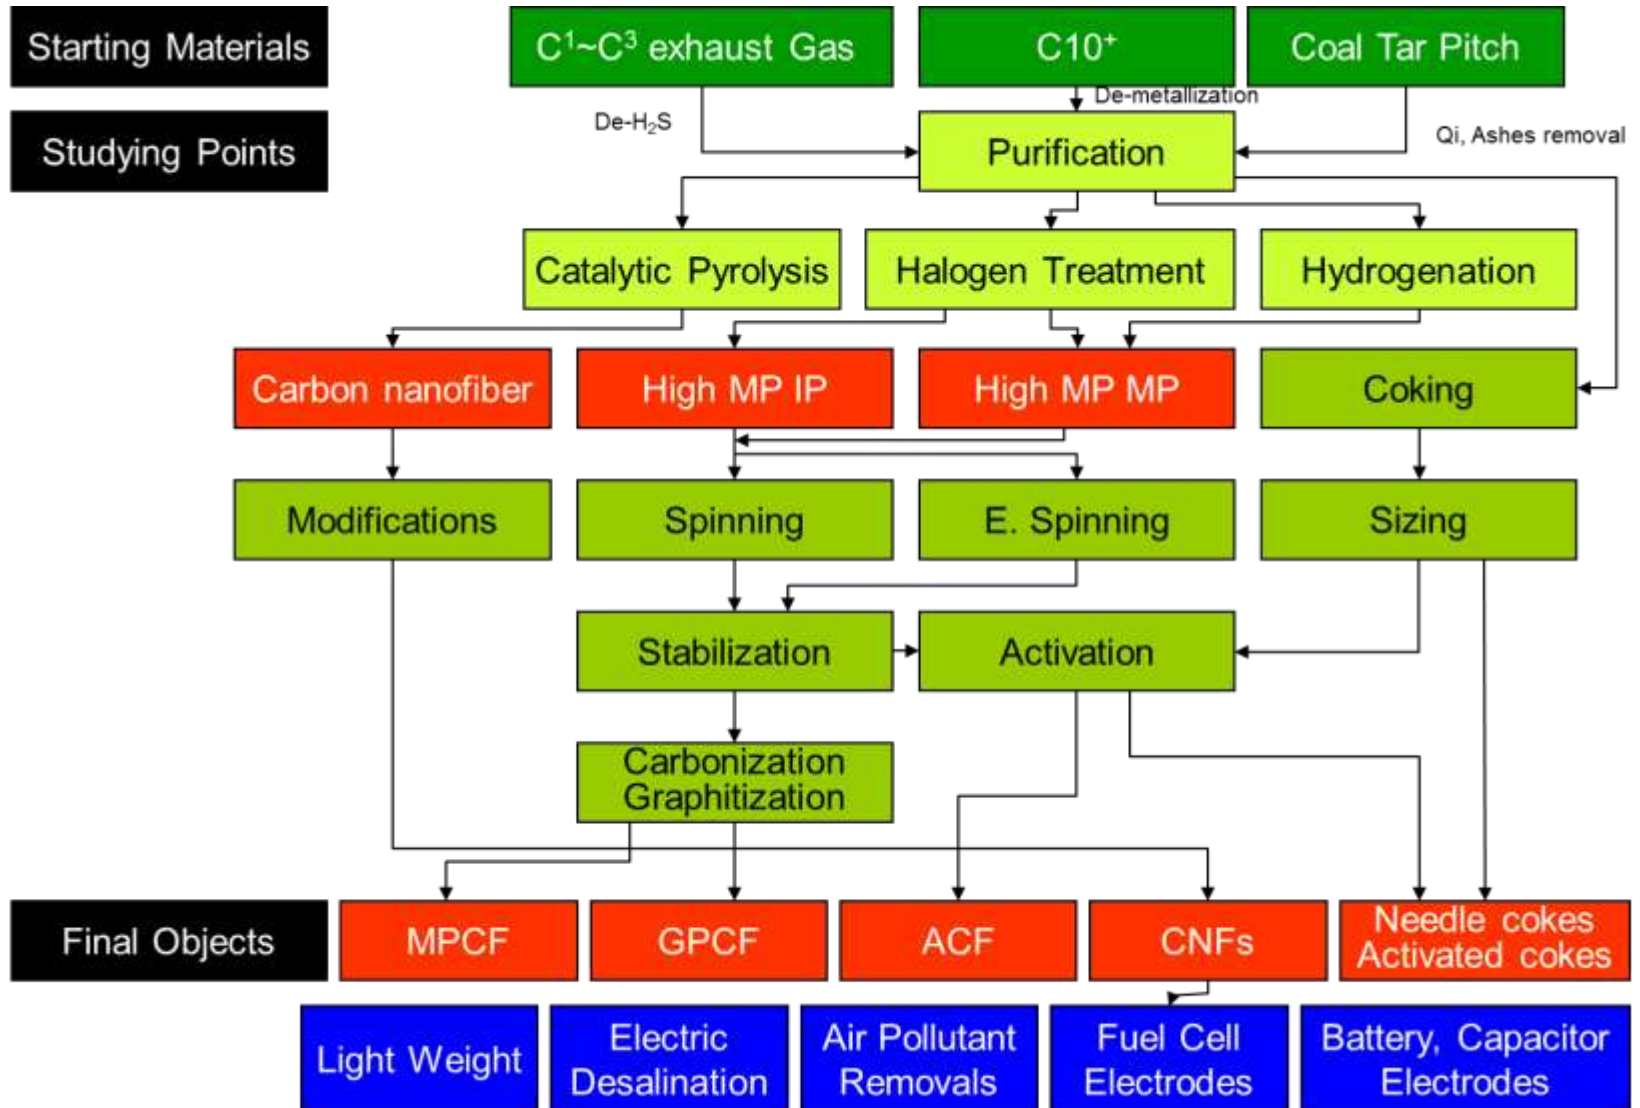 Starting Materials
C¹~C³ exhaust Gas
C10⁺
Coal Tar Pitch
De-metallization
De-H₂S
Studying Points
Purification
Qi, Ashes removal
Catalytic Pyrolysis
Halogen Treatment
Hydrogenation
Carbon nanofiber
High MP IP
High MP MP
Coking
Modifications
Spinning
E. Spinning
Sizing
Stabilization
Activation
Carbonization
Graphitization
Final Objects
MPCF
GPCF
ACF
CNFs
Needle cokes
Activated cokes
Light Weight
Electric
Desalination
Air Pollutant
Removals
Fuel Cell
Electrodes
Battery, Capacitor
Electrodes